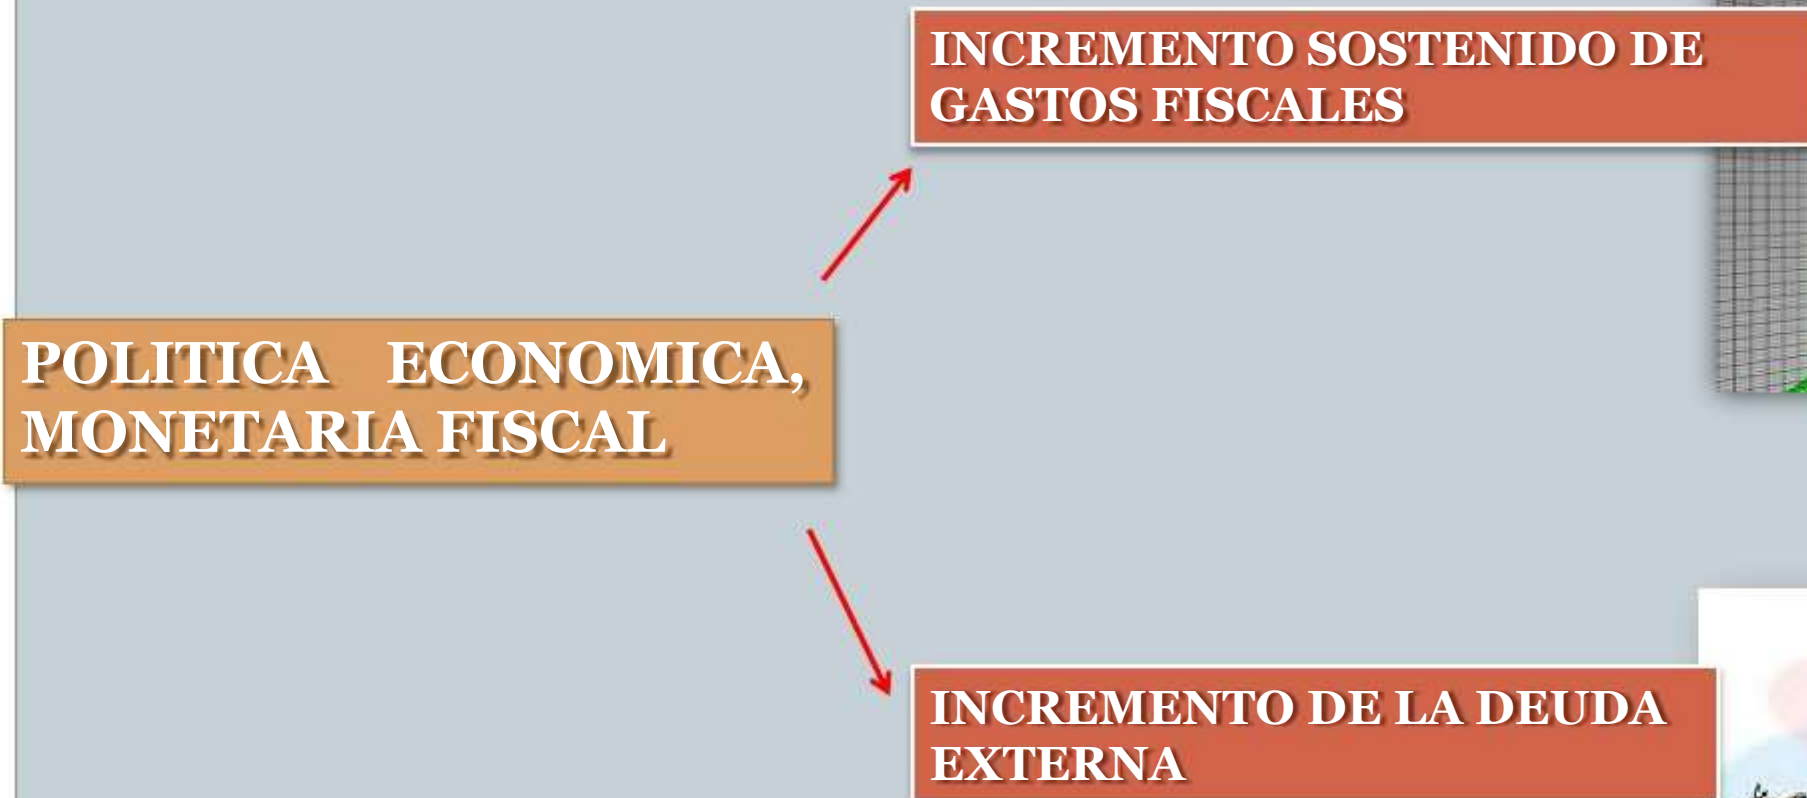 INCREMENTO SOSTENIDO DE
GASTOS FISCALES
POLITICA ECONOMICA,
MONETARIA FISCAL
INCREMENTO DE LA DEUDA
EXTERNA